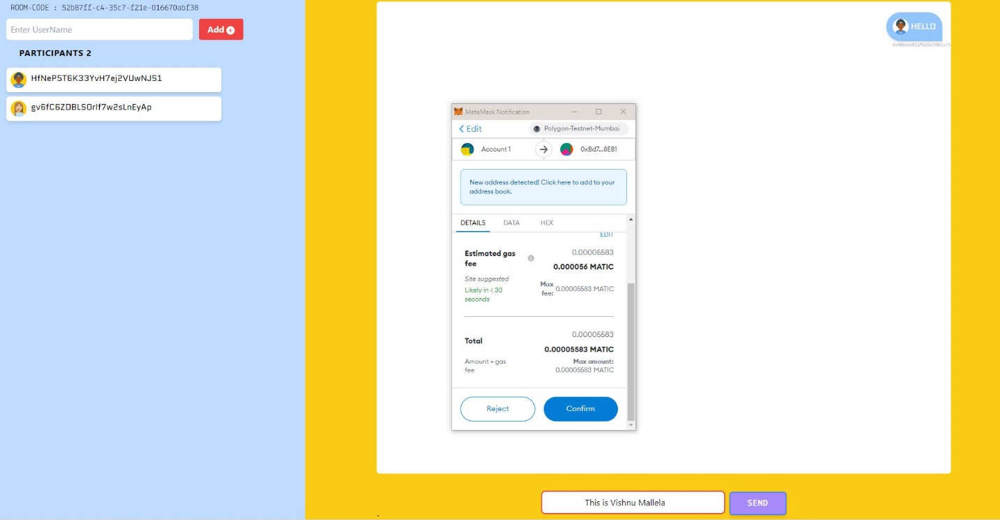 ROOM-CODE : 52b87ff-c4-35c7-f21e-016670abf38
Enter UserName
Add
PARTICIPANTS 2
HfNeP5T6K33YvH7ej2VUwNJS1
gv6fC6ZDBLSOrIf7w2sLnEyAp
HELLO
MetaMask Notification
Edit
Polygon-Testnet-Mumbai
Account 1
0xBd7...8EB1
New address detected! Click here to add to your
address book.
DETAILS DATA HEX
EDIT
Estimated gas
fee
0.00005583
0.000056 MATIC
Site suggested
Likely in < 30
seconds
Max
fee:
0.00005583 MATIC
Total
0.00005583
0.00005583 MATIC
Amount + gas
fee
Max amount:
0.00005583 MATIC
Reject
Confirm
This is Vishnu Mallela
SEND